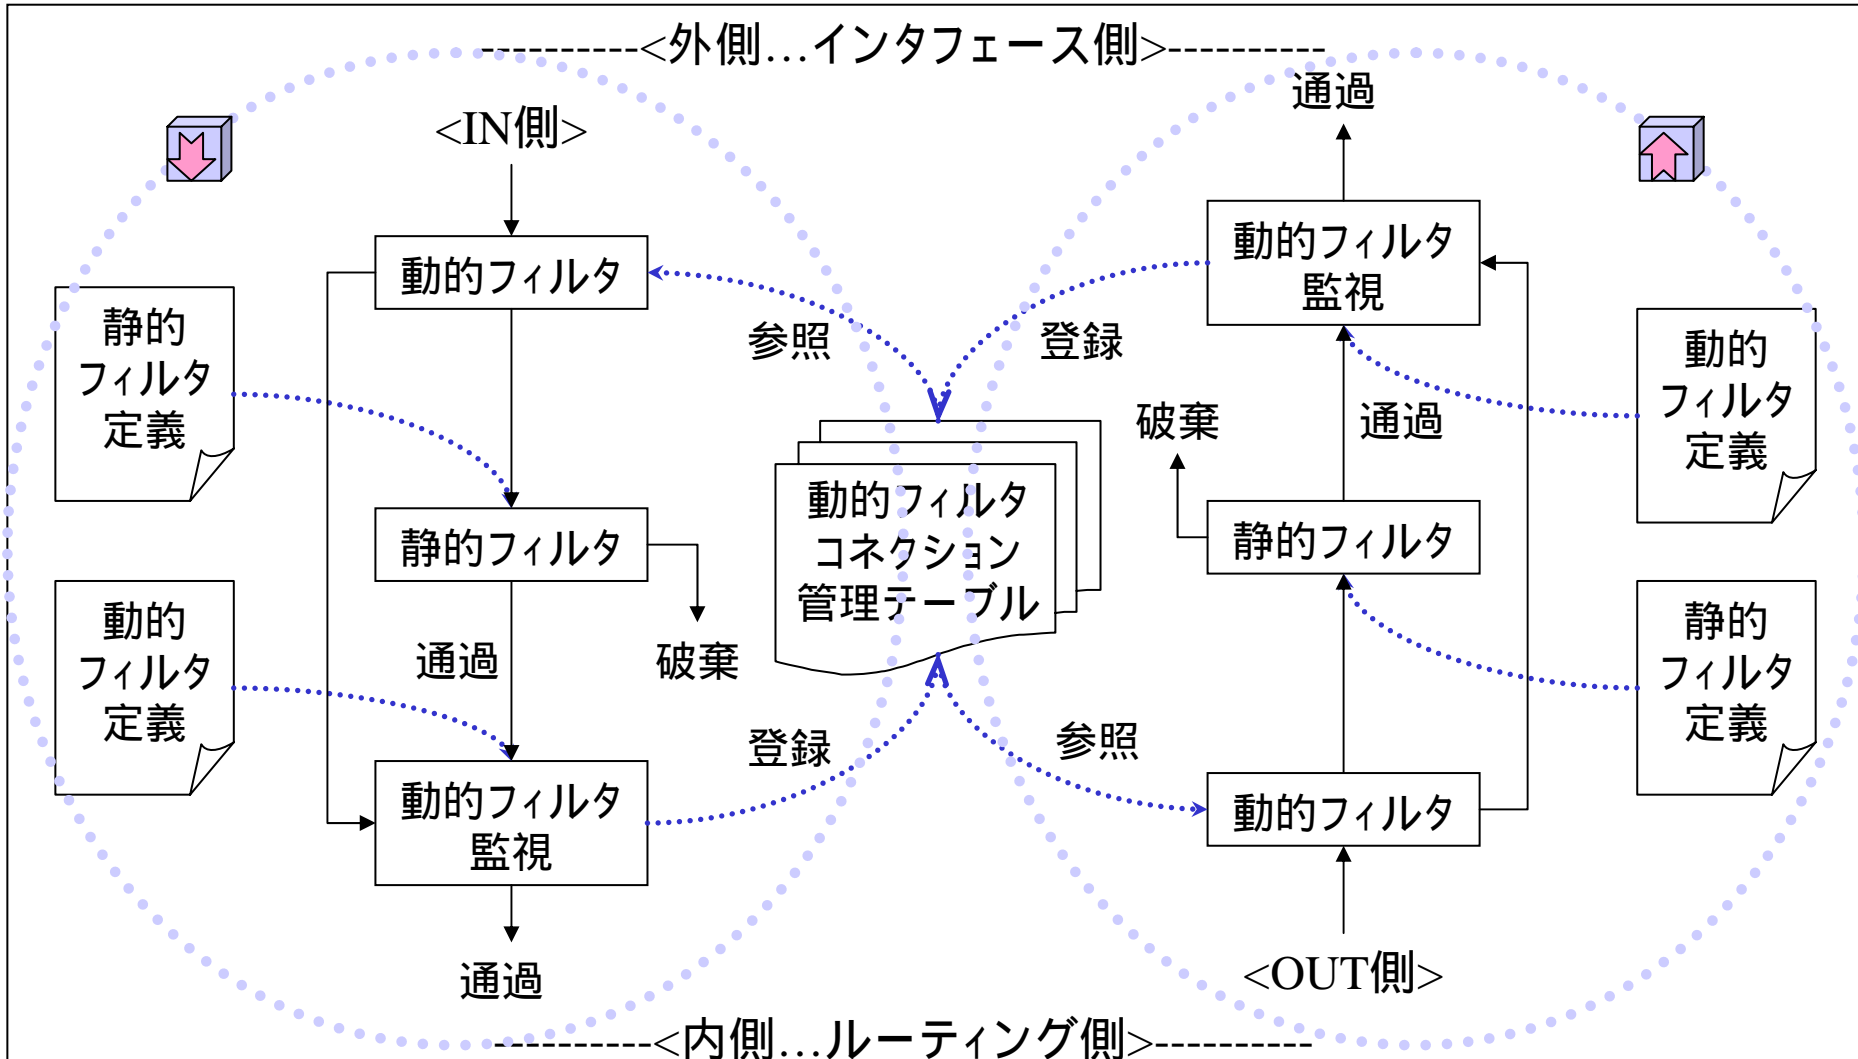 ---------<外側…インタフェース側>---------
<IN側>
動的フィルタ
静的
フィルタ
定義
静的フィルタ
破棄
通過
動的
フィルタ
定義
動的フィルタ
監視
通過
参照
登録
動的フィルタ
コネクション
管理テーブル
登録
参照
通過
動的フィルタ
監視
動的
フィルタ
定義
通過
破棄
静的フィルタ
静的
フィルタ
定義
動的フィルタ
<OUT側>
---------<内側…ルーティング側>---------